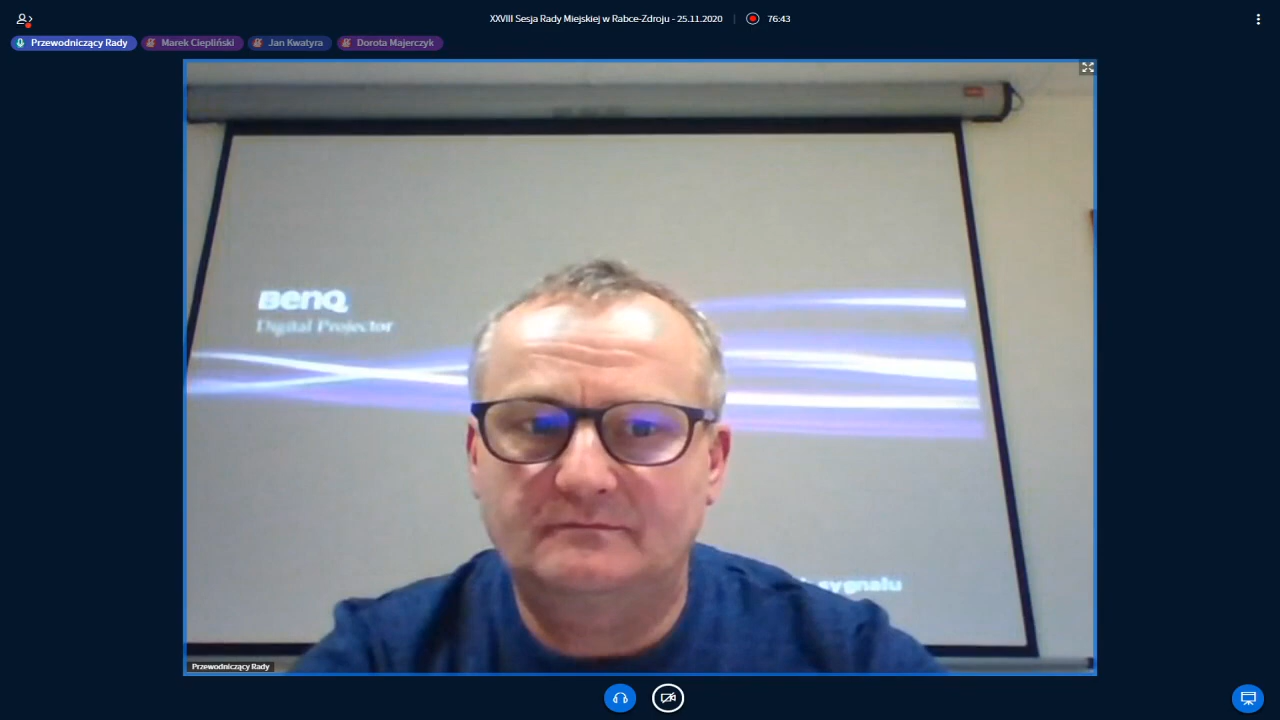 XXVIII Sesja Rady Miejskiej w Rabce-Zdroju - 25.11.2020
76:43
Przewodniczący Rady
Marek Ciepliński
Jan Kwatyra
Dorota Majerczyk
BenQ
Digital Projector
sygnału
Przewodniczący Rady